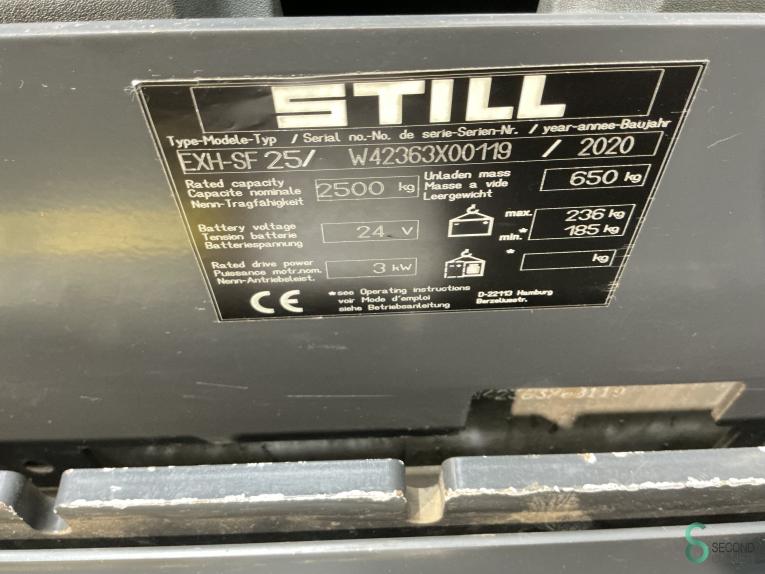 STILL
Type-Modele-Typ / Serial no.-No. de serie-Serien-Nr. / year-annee-Baujahr
EXH-SF 25/ W42363X00119 / 2020
Rated capacity
Capacite nominale
Nenn-Tragfähigkeit
2500 kg
Unladen mass
Masse a vide
Leergewicht
650 kg
Battery voltage
Tension batterie
Batteriespannung
24 V
max. 236 kg
min.* 185 kg
Rated drive power
Puissance motr.nom.
Nenn-Antriebsleist.
3 kW
* kg
CE
*see Operating instructions
voir Mode d'emploi
siehe Betriebsanleitung
D-22113 Hamburg
Berzeliusstr.
SECOND